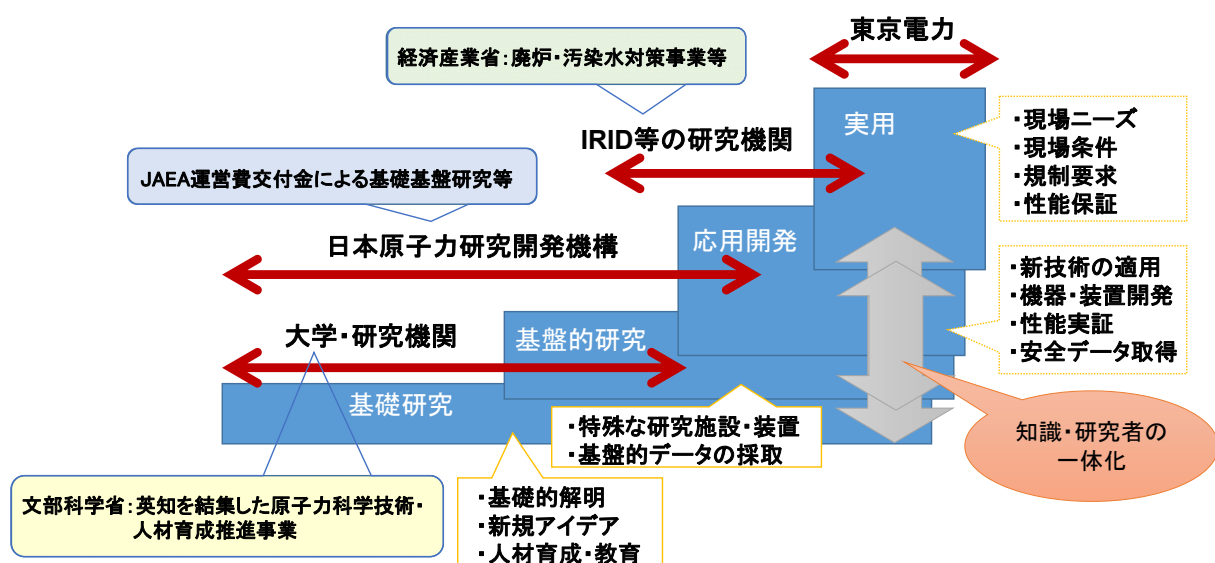 東京電力
経済産業省：廃炉・汚染水対策事業等
実用
・現場ニーズ
・現場条件
・規制要求
・性能保証
IRID等の研究機関
JAEA運営費交付金による基礎基盤研究等
日本原子力研究開発機構
応用開発
・新技術の適用
・機器・装置開発
・性能実証
・安全データ取得
大学・研究機関
基盤的研究
基礎研究
・特殊な研究施設・装置
・基盤的データの採取
知識・研究者の
一体化
文部科学省：英知を結集した原子力科学技術・
人材育成推進事業
・基礎的解明
・新規アイデア
・人材育成・教育